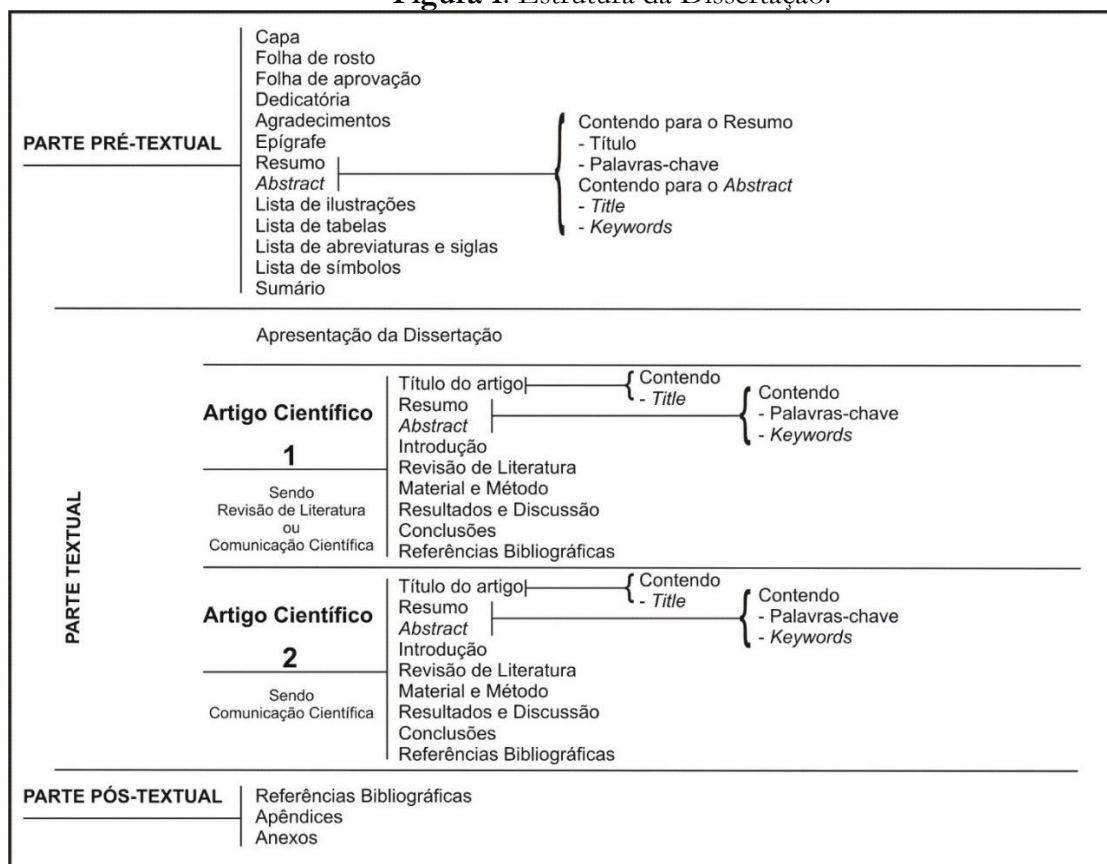 Figura 1. Estrutura da Dissertação.
PARTE PRÉ-TEXTUAL
Capa
Folha de rosto
Folha de aprovação
Dedicatória
Agradecimentos
Epígrafe
Resumo
Abstract
Lista de ilustrações
Lista de tabelas
Lista de abreviaturas e siglas
Lista de símbolos
Sumário
Contendo para o Resumo
- Título
- Palavras-chave
Contendo para o Abstract
- Title
- Keywords
PARTE TEXTUAL
Apresentação da Dissertação
Artigo Científico
1
Sendo
Revisão de Literatura
ou
Comunicação Científica
Título do artigo
Resumo
Abstract
Introdução
Revisão de Literatura
Material e Método
Resultados e Discussão
Conclusões
Referências Bibliográficas
Contendo
- Title
Contendo
- Palavras-chave
- Keywords
Artigo Científico
2
Sendo
Comunicação Científica
Título do artigo
Resumo
Abstract
Introdução
Revisão de Literatura
Material e Método
Resultados e Discussão
Conclusões
Referências Bibliográficas
Contendo
- Title
Contendo
- Palavras-chave
- Keywords
PARTE PÓS-TEXTUAL
Referências Bibliográficas
Apêndices
Anexos